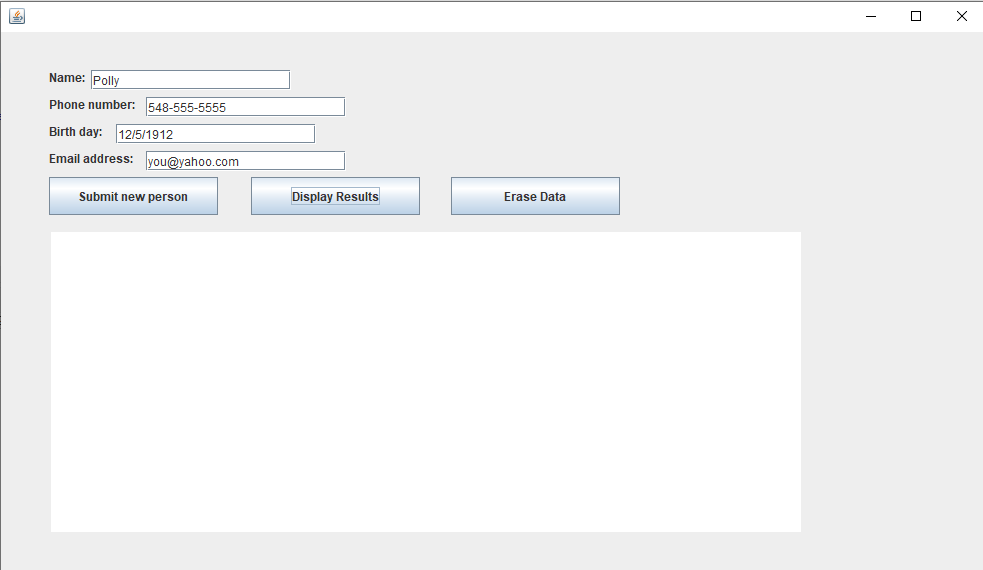 Name: Polly
Phone number: 548-555-5555
Birth day: 12/5/1912
Email address: you@yahoo.com
Submit new person Display Results Erase Data